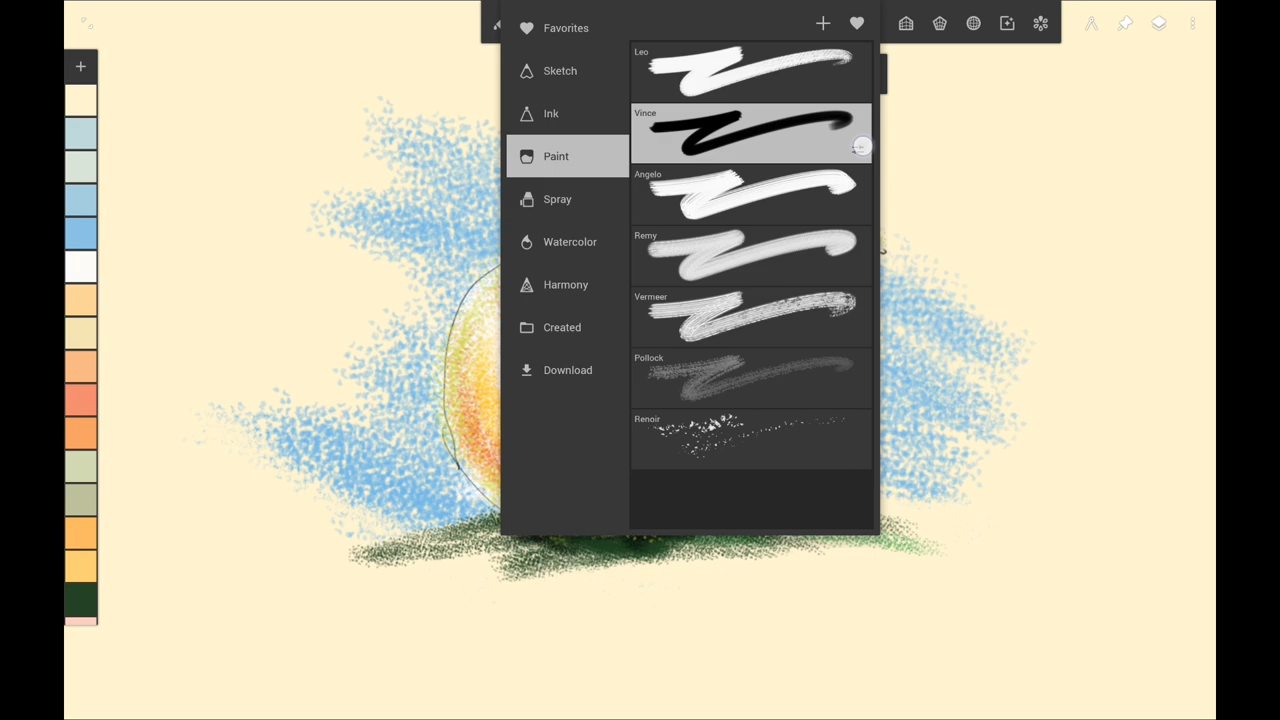 Favorites
Sketch
Ink
Paint
Spray
Watercolor
Harmony
Created
Download
Leo
Vince
Angelo
Remy
Vermeer
Pollock
Renoir